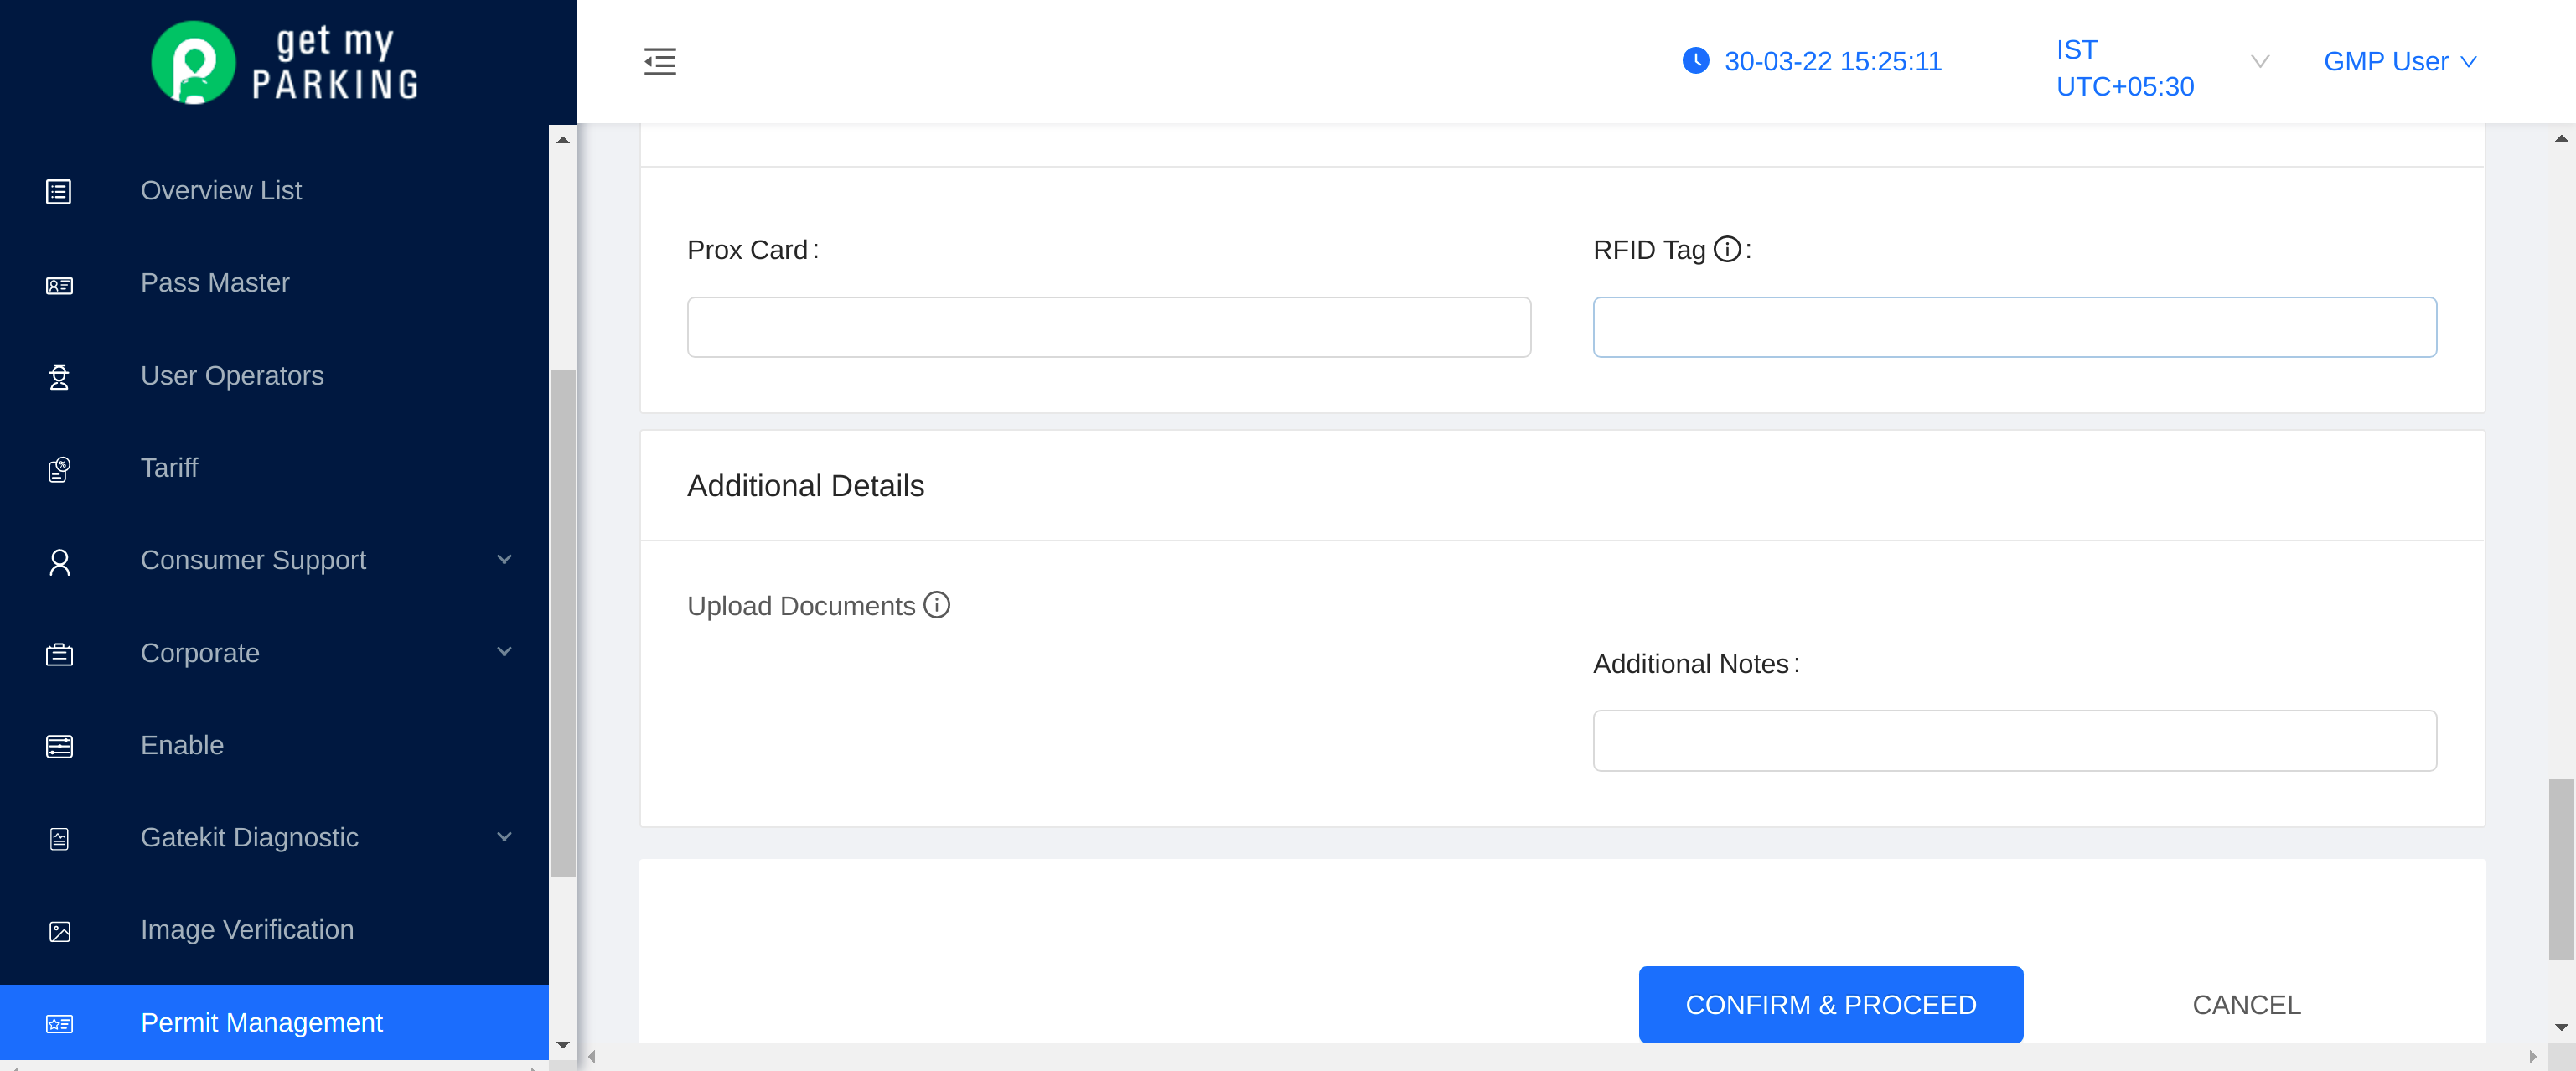 get my
PARKING
30-03-22 15:25:11
IST
UTC+05:30
GMP User
Overview List
Pass Master
User Operators
Tariff
Consumer Support
Corporate
Enable
Gatekit Diagnostic
Image Verification
Permit Management
Prox Card :
RFID Tag :
Additional Details
Upload Documents
Additional Notes :
CONFIRM & PROCEED
CANCEL